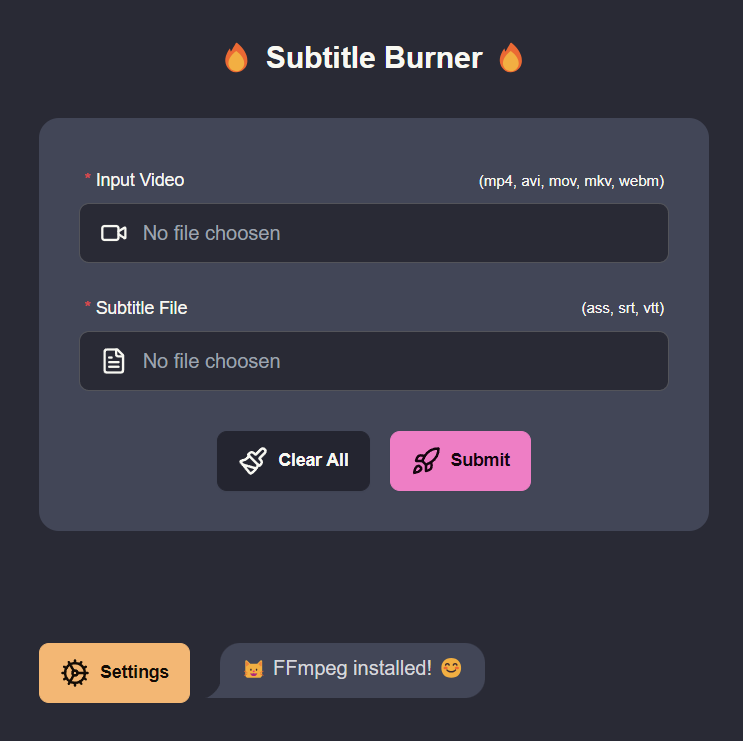 🔥 Subtitle Burner 🔥
* Input Video (mp4, avi, mov, mkv, webm)
No file choosen
* Subtitle File (ass, srt, vtt)
No file choosen
Clear All Submit
Settings 😺 FFmpeg installed! 😊